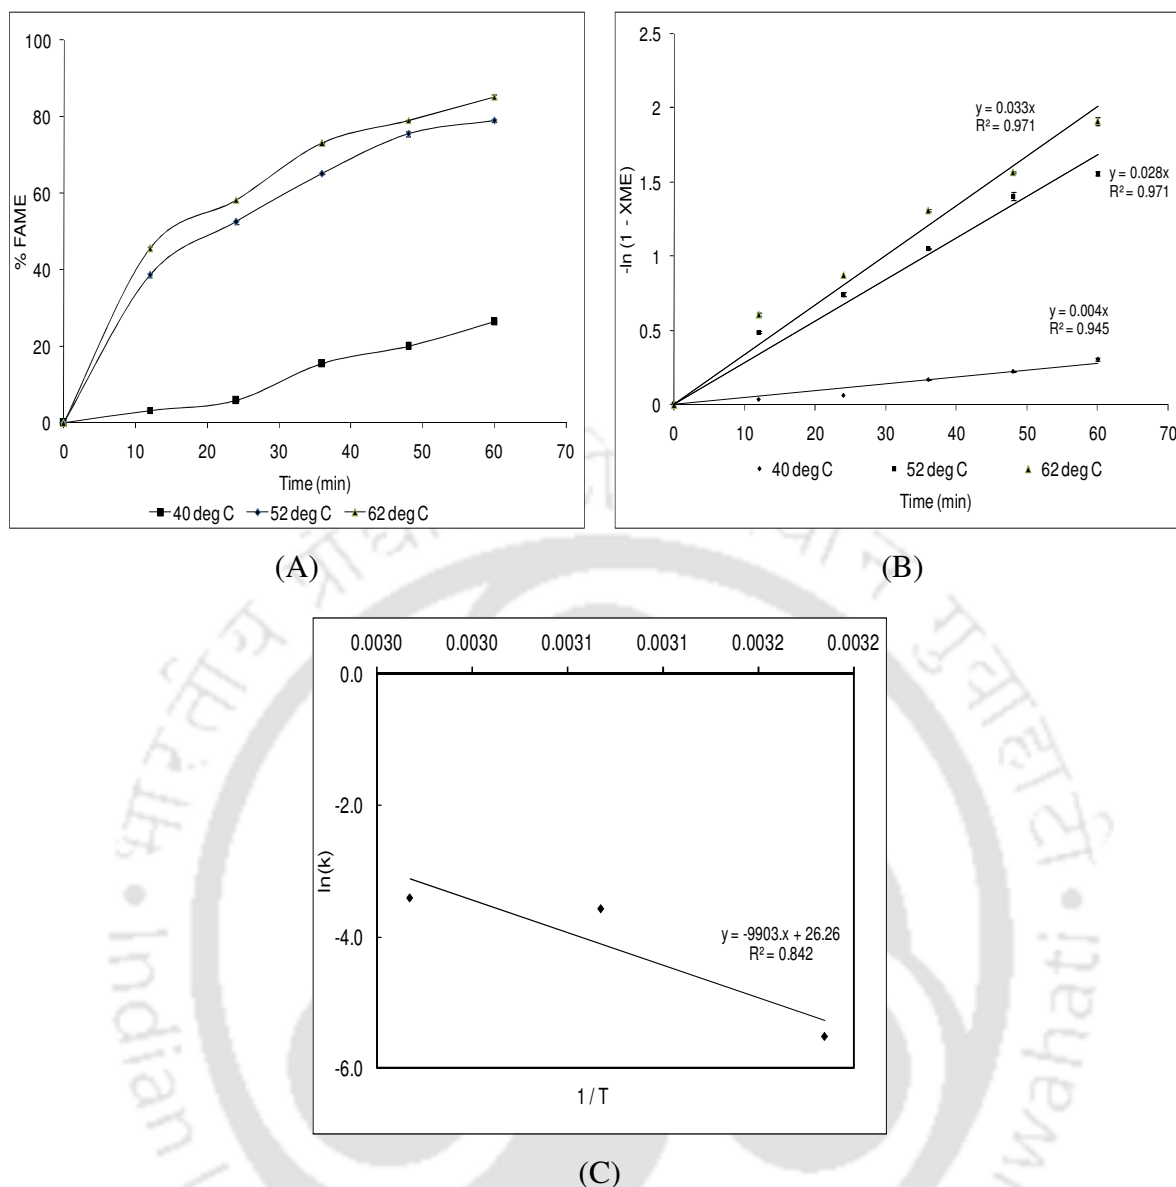 100
80
60
40
20
0
% FAME
0 10 20 30 40 50 60 70
Time (min)
40 deg C 52 deg C 62 deg C
(A)
2.5
2
1.5
1
0.5
0
-ln (1 - XME)
y = 0.033x
R² = 0.971
y = 0.028x
R² = 0.971
y = 0.004x
R² = 0.945
0 10 20 30 40 50 60 70
40 deg C 52 deg C 62 deg C
Time (min)
(B)
0.0030 0.0030 0.0031 0.0031 0.0032 0.0032
0.0
-2.0
-4.0
-6.0
ln(k)
y = -9903.x + 26.26
R² = 0.842
1 / T
(C)
भारतीय
गुवाहाटी
Indian
wahati